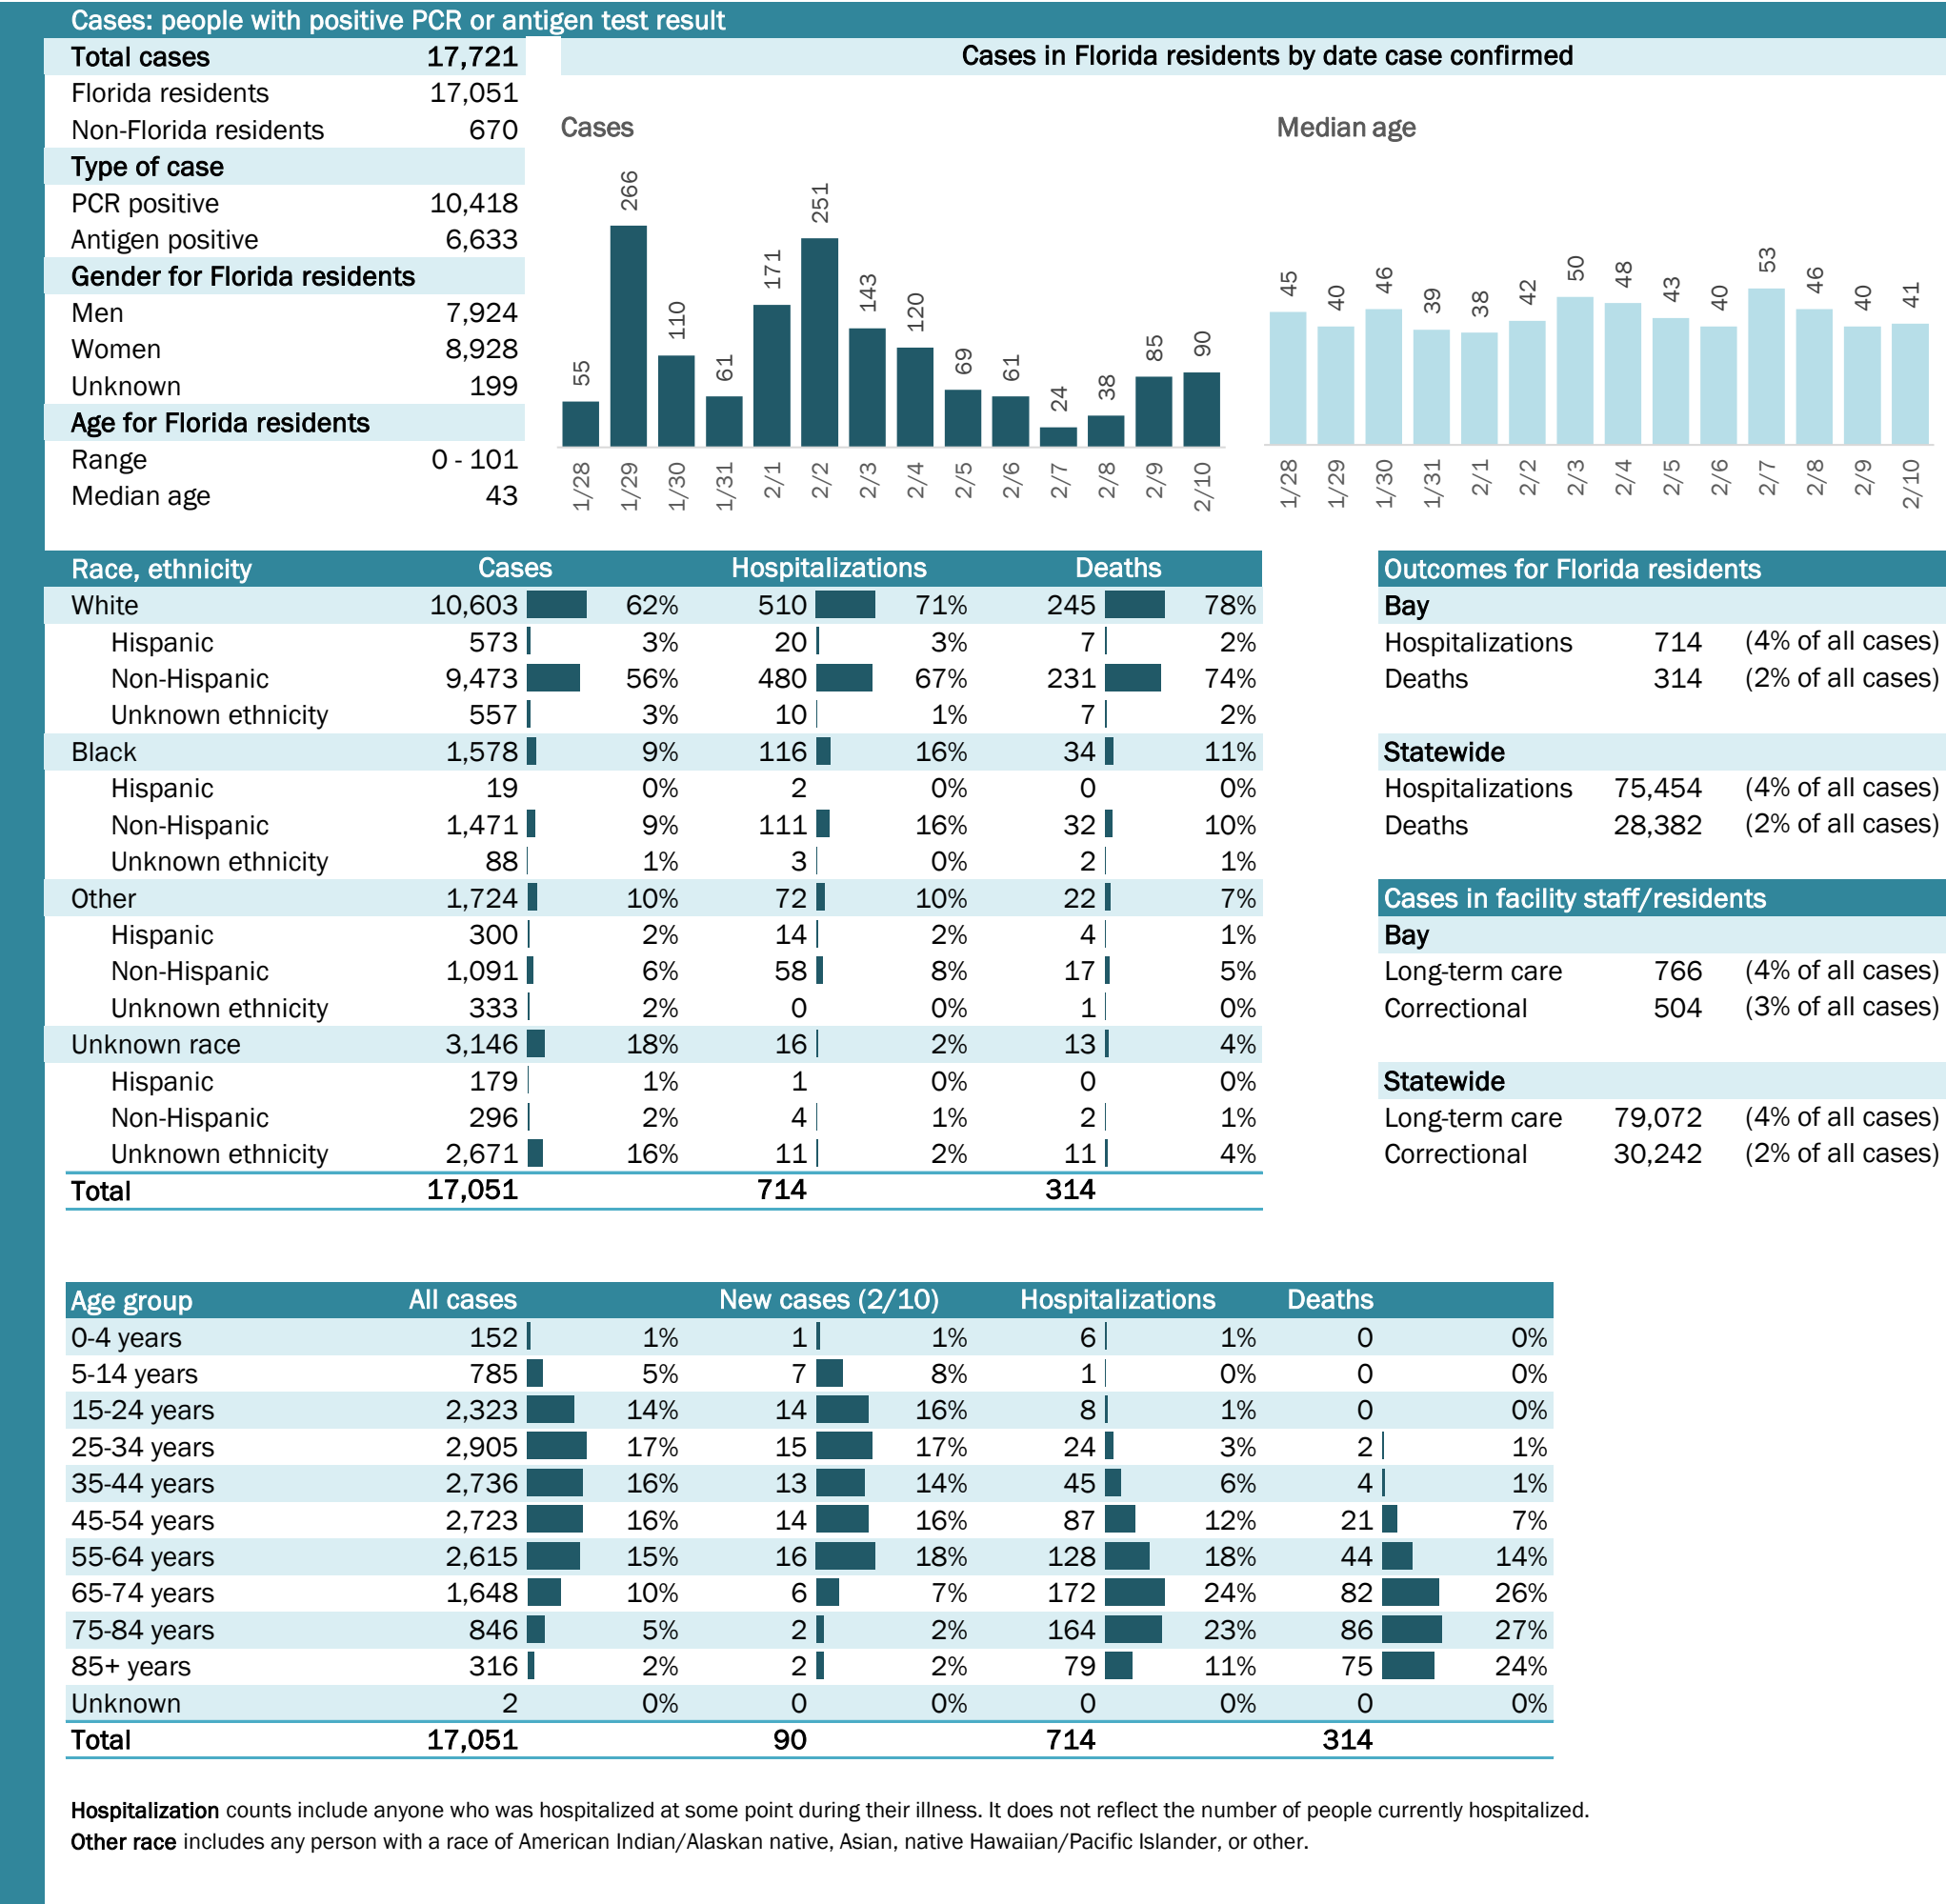 Cases: people with positive PCR or antigen test result
Total cases 17,721
Florida residents 17,051
Non-Florida residents 670
Type of case
PCR positive 10,418
Antigen positive 6,633
Gender for Florida residents
Men 7,924
Women 8,928
Unknown 199
Age for Florida residents
Range 0 - 101
Median age 43
Cases in Florida residents by date case confirmed
Cases
55 266 110 61 171 251 143 120 69 61 24 38 85 90
1/28 1/29 1/30 1/31 2/1 2/2 2/3 2/4 2/5 2/6 2/7 2/8 2/9 2/10
Median age
45 40 46 39 38 42 50 48 43 40 53 46 40 41
1/28 1/29 1/30 1/31 2/1 2/2 2/3 2/4 2/5 2/6 2/7 2/8 2/9 2/10
Race, ethnicity Cases Hospitalizations Deaths
White 10,603 62% 510 71% 245 78%
Hispanic 573 3% 20 3% 7 2%
Non-Hispanic 9,473 56% 480 67% 231 74%
Unknown ethnicity 557 3% 10 1% 7 2%
Black 1,578 9% 116 16% 34 11%
Hispanic 19 0% 2 0% 0 0%
Non-Hispanic 1,471 9% 111 16% 32 10%
Unknown ethnicity 88 1% 3 0% 2 1%
Other 1,724 10% 72 10% 22 7%
Hispanic 300 2% 14 2% 4 1%
Non-Hispanic 1,091 6% 58 8% 17 5%
Unknown ethnicity 333 2% 0 0% 1 0%
Unknown race 3,146 18% 16 2% 13 4%
Hispanic 179 1% 1 0% 0 0%
Non-Hispanic 296 2% 4 1% 2 1%
Unknown ethnicity 2,671 16% 11 2% 11 4%
Total 17,051 714 314
Outcomes for Florida residents
Bay
Hospitalizations 714 (4% of all cases)
Deaths 314 (2% of all cases)
Statewide
Hospitalizations 75,454 (4% of all cases)
Deaths 28,382 (2% of all cases)
Cases in facility staff/residents
Bay
Long-term care 766 (4% of all cases)
Correctional 504 (3% of all cases)
Statewide
Long-term care 79,072 (4% of all cases)
Correctional 30,242 (2% of all cases)
Age group All cases New cases (2/10) Hospitalizations Deaths
0-4 years 152 1% 1 1% 6 1% 0 0%
5-14 years 785 5% 7 8% 1 0% 0 0%
15-24 years 2,323 14% 14 16% 8 1% 0 0%
25-34 years 2,905 17% 15 17% 24 3% 2 1%
35-44 years 2,736 16% 13 14% 45 6% 4 1%
45-54 years 2,723 16% 14 16% 87 12% 21 7%
55-64 years 2,615 15% 16 18% 128 18% 44 14%
65-74 years 1,648 10% 6 7% 172 24% 82 26%
75-84 years 846 5% 2 2% 164 23% 86 27%
85+ years 316 2% 2 2% 79 11% 75 24%
Unknown 2 0% 0 0% 0 0% 0 0%
Total 17,051 90 714 314
Hospitalization counts include anyone who was hospitalized at some point during their illness. It does not reflect the number of people currently hospitalized.
Other race includes any person with a race of American Indian/Alaskan native, Asian, native Hawaiian/Pacific Islander, or other.